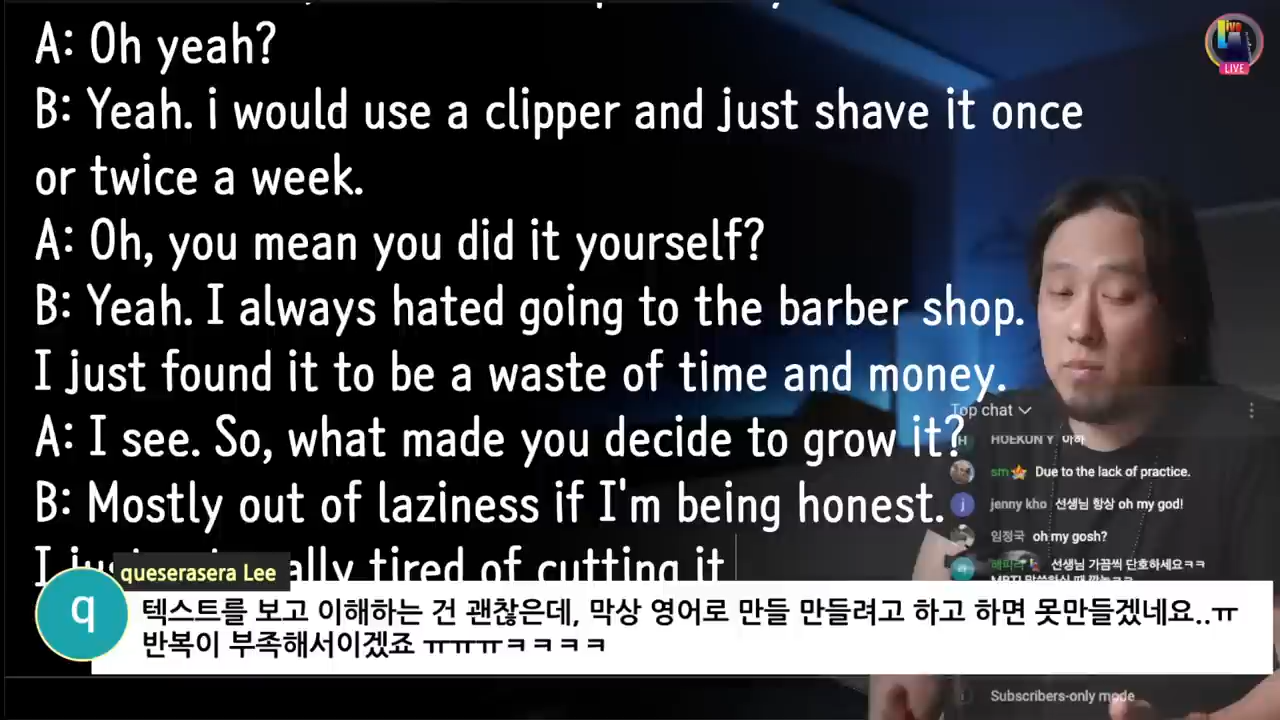 A: Oh yeah?
B: Yeah. i would use a clipper and just shave it once
or twice a week.
A: Oh, you mean you did it yourself?
B: Yeah. I always hated going to the barber shop.
I just found it to be a waste of time and money.
A: I see. So, what made you decide to grow it?
B: Mostly out of laziness if I'm being honest.
I tired of cutting it
Live
LIVE
Top chat
HOEKUN Y 아하
sm Due to the lack of practice.
jenny kho 선생님 항상 oh my god!
임정국 oh my gosh?
해피리 선생님 가끔씩 단호하세요ㅋㅋ
queserasera Lee
q
텍스트를 보고 이해하는 건 괜찮은데, 막상 영어로 만들 만들려고 하고 하면 못만들겠네요..ㅠ
반복이 부족해서이겠죠 ㅠㅠㅠㅋㅋㅋㅋ
Subscribers-only mode